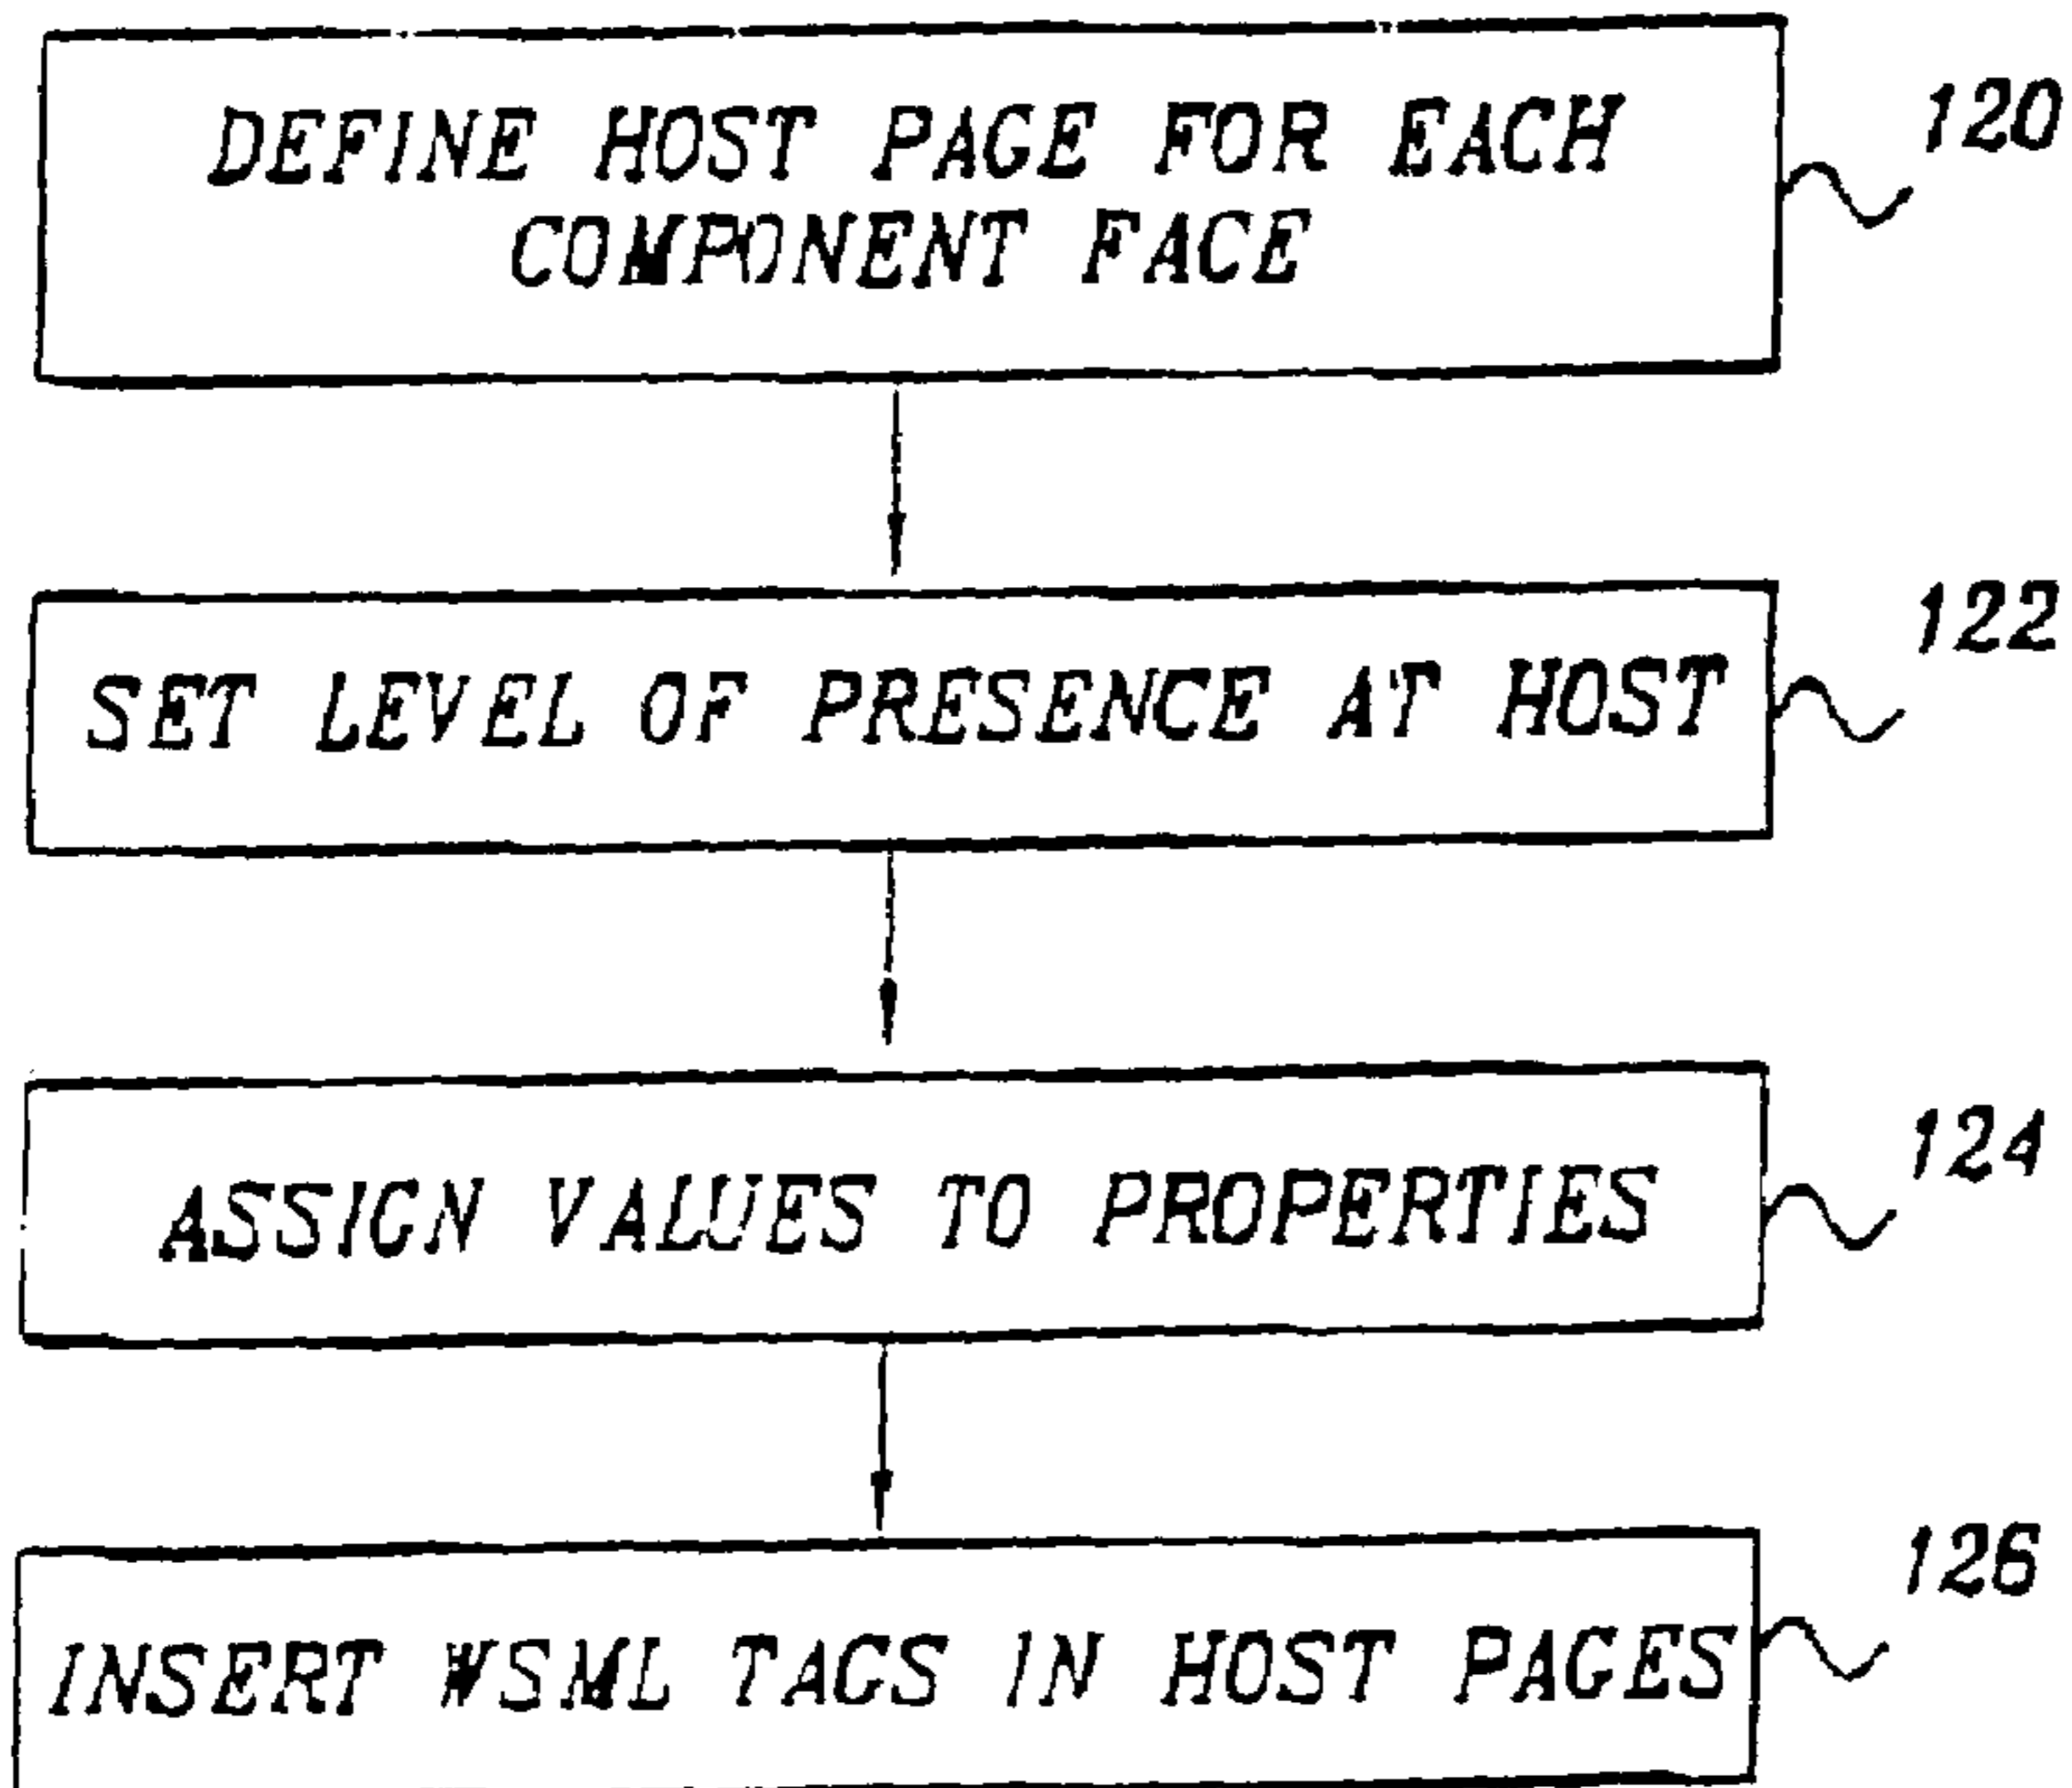 DEFINE HOST PAGE FOR EACH
120
COMPONENT FACE
122
SET LEVEL OF PRESENCE AT HOST
124
ASSIGN VALUES TO PROPERTIES
126
INSERT WSML TAGS IN HOST PAGES